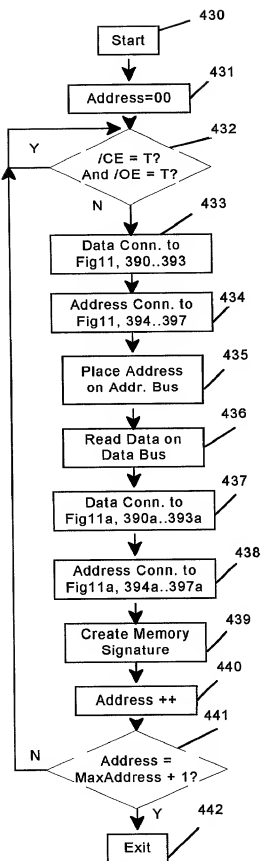 430
Start
431
Address=00
432
Y
/CE = T?
And /OE = T?
N
433
Data Conn. to
Fig11, 390..393
434
Address Conn. to
Fig11, 394..397
435
Place Address
on Addr. Bus
436
Read Data on
Data Bus
437
Data Conn. to
Fig11a, 390a..393a
438
Address Conn. to
Fig11a, 394a..397a
439
Create Memory
Signature
440
Address ++
441
N
Address =
MaxAddress + 1?
Y
442
Exit